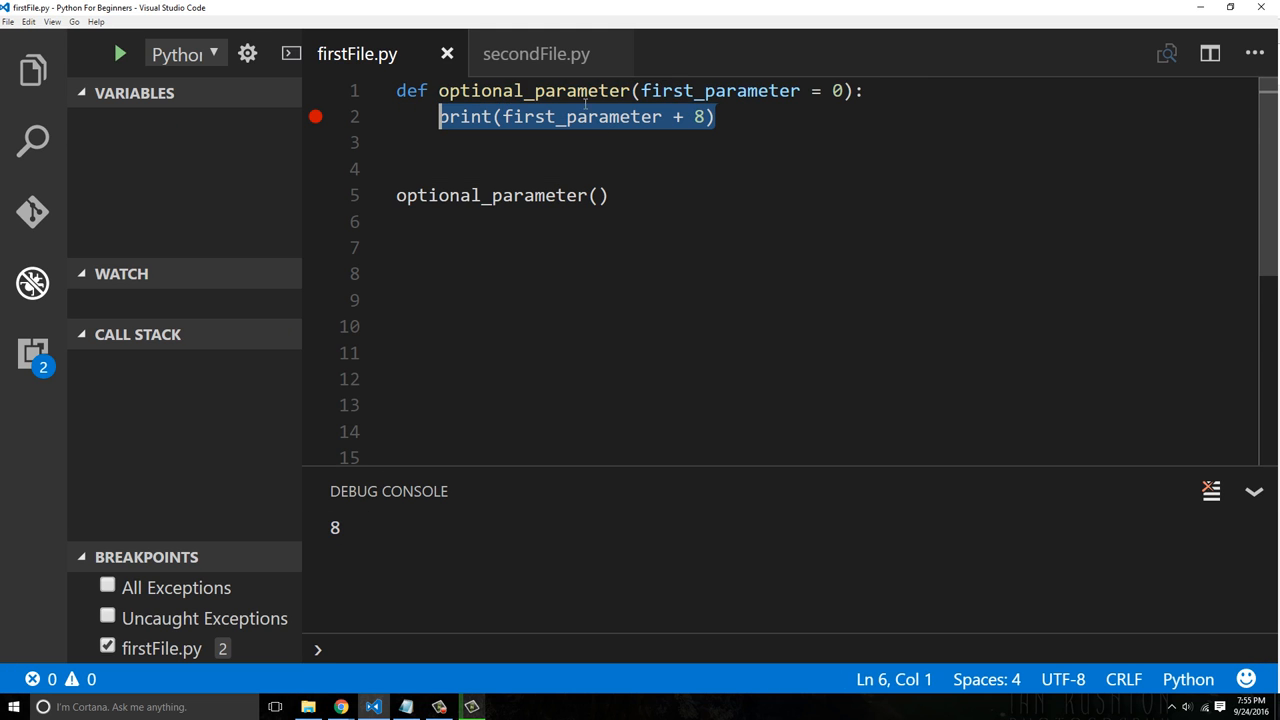 firstFile.py - Python For Beginners - Visual Studio Code
File Edit View Go Help
Python
firstFile.py
secondFile.py
VARIABLES
WATCH
CALL STACK
BREAKPOINTS
All Exceptions
Uncaught Exceptions
firstFile.py 2
2
1 def optional_parameter(first_parameter = 0):
2 print(first_parameter + 8)
3
4
5 optional_parameter()
6
7
8
9
10
11
12
13
14
15
DEBUG CONSOLE
8
0 0
Ln 6, Col 1 Spaces: 4 UTF-8 CRLF Python
I'm Cortana. Ask me anything.
7:55 PM
9/24/2016